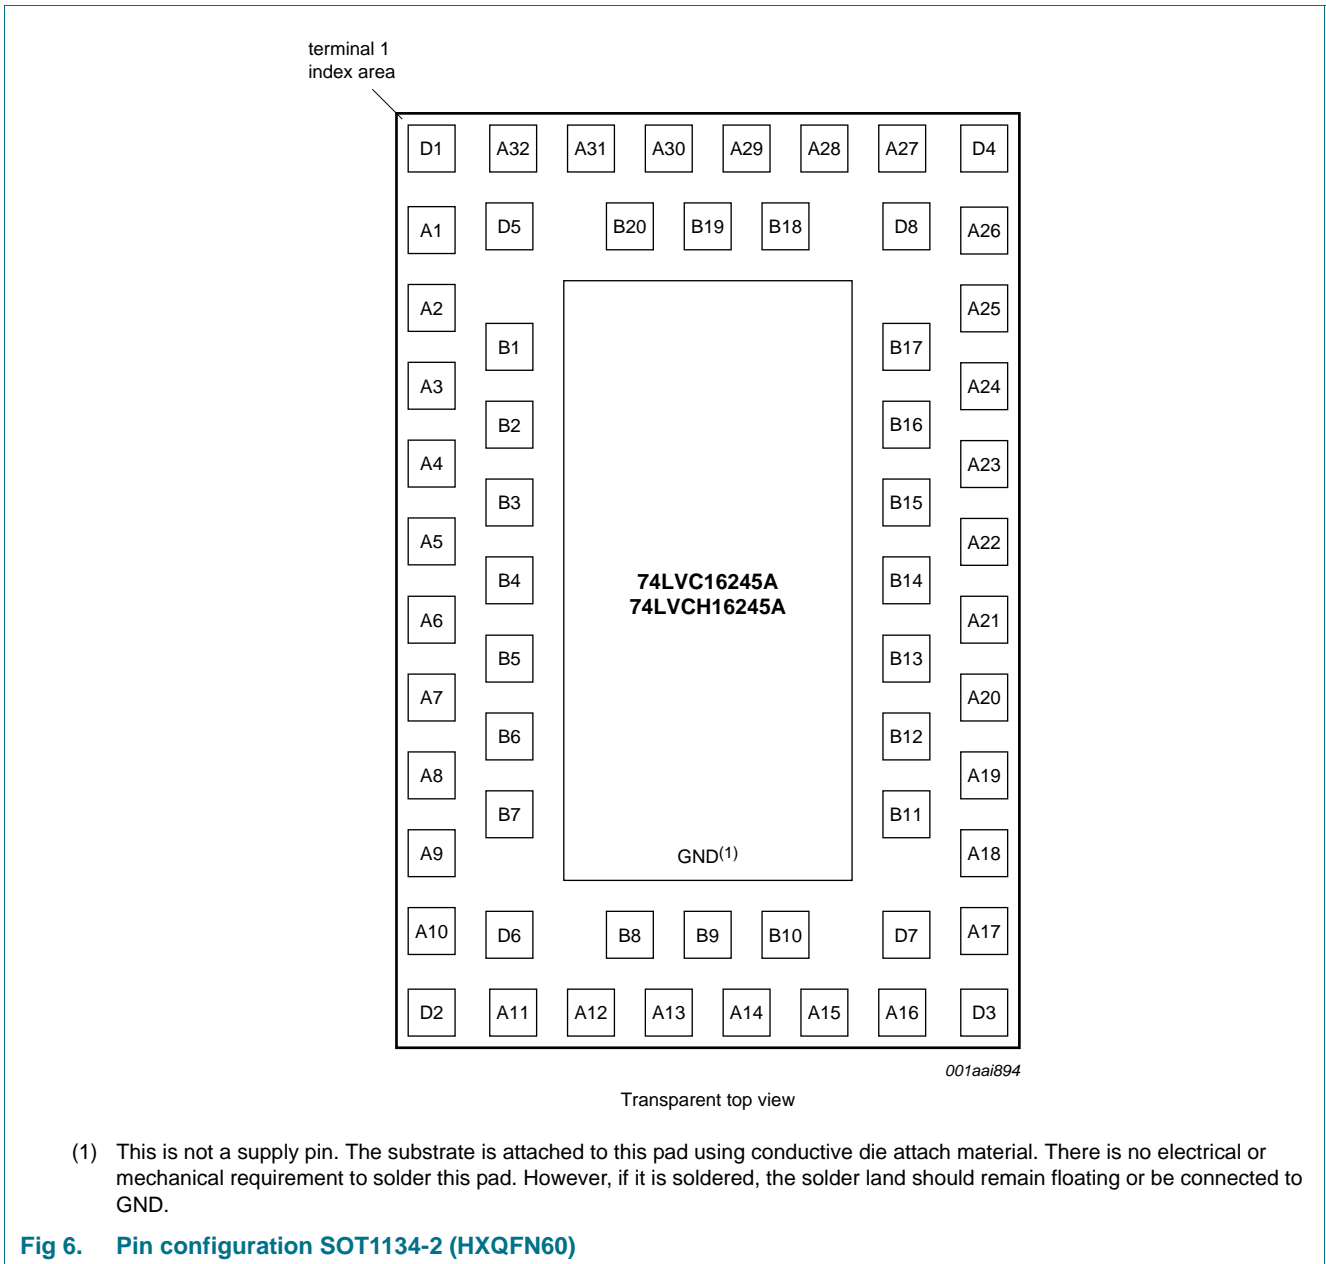 terminal 1
index area
D1 A32 A31 A30 A29 A28 A27 D4
A1 D5 B20 B19 B18 D8 A26
A2 A25
B1 B17
A3 A24
B2 B16
A4 A23
B3 B15
A5 A22
B4 74LVC16245A B14
74LVCH16245A
A6 A21
B5 B13
A7 A20
B6 B12
A8 A19
B7 B11
A9 GND(1) A18
A10 D6 B8 B9 B10 D7 A17
D2 A11 A12 A13 A14 A15 A16 D3
001aai894
Transparent top view
(1) This is not a supply pin. The substrate is attached to this pad using conductive die attach material. There is no electrical or
mechanical requirement to solder this pad. However, if it is soldered, the solder land should remain floating or be connected to
GND.
Fig 6. Pin configuration SOT1134-2 (HXQFN60)